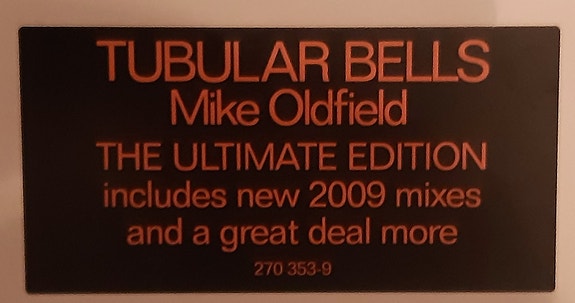 TUBULAR BELLS
Mike Oldfield
THE ULTIMATE EDITION
includes new 2009 mixes
and a great deal more
270 353-9